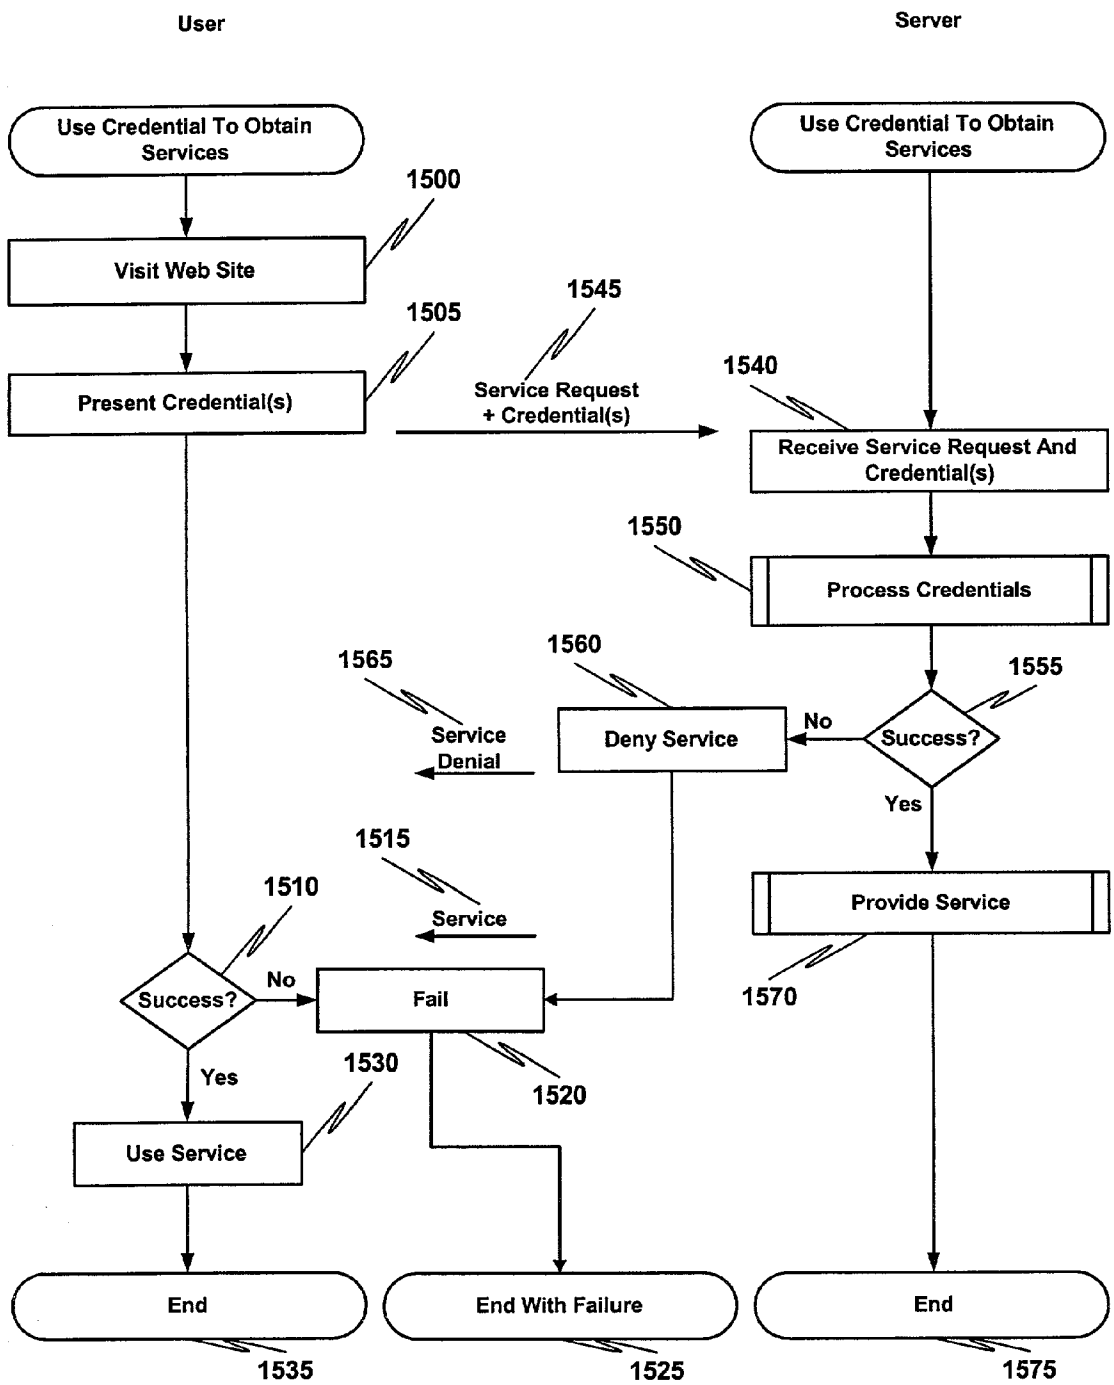 User
Server
Use Credential To Obtain
Services
Use Credential To Obtain
Services
1500
Visit Web Site
1505
Present Credential(s)
1545
Service Request
+ Credential(s)
1540
Receive Service Request And
Credential(s)
1550
Process Credentials
1560
1565
1555
Service
Denial
Deny Service
No
Success?
Yes
1515
1510
Service
Provide Service
1570
Success?
No
Fail
Yes
1530
1520
Use Service
End
End With Failure
End
1535
1525
1575